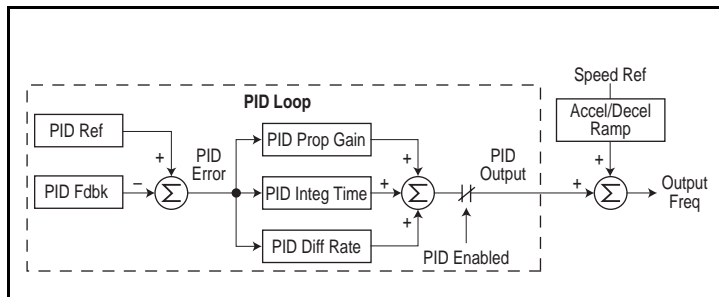 Speed Ref
PID Loop
Accel/Decel
Ramp
PID Ref
PID
Error
PID Prop Gain
PID
Output
+
+
+
PID Fdbk
–
Σ
PID Integ Time
+
Σ
+
Σ
Output
Freq
+
PID Diff Rate
PID Enabled